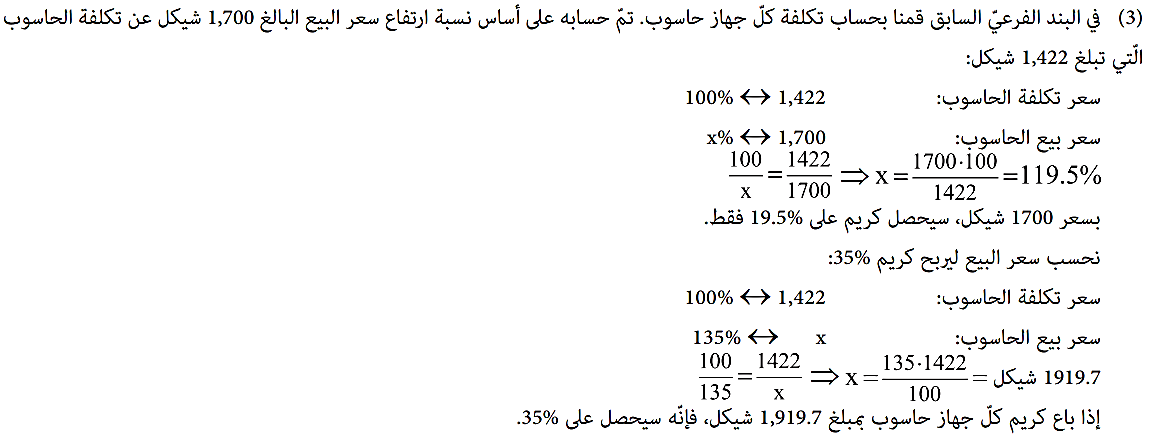 (3) في البند الفرعيّ السابق قمنا بحساب تكلفة كلّ جهاز حاسوب. تمّ حسابه على أساس نسبة ارتفاع سعر البيع البالغ 1,700 شيكل عن تكلفة الحاسوب
الّتي تبلغ 1,422 شيكل:
سعر تكلفة الحاسوب: 1,422 ↔ 100%
سعر بيع الحاسوب: 1,700 ↔ x%
100/x = 1422/1700 ⇒ x = 1700·100/1422 = 119.5%
بسعر 1700 شيكل، سيحصل كريم على 19.5% فقط.
نحسب سعر البيع ليربح كريم 35%:
سعر تكلفة الحاسوب: 1,422 ↔ 100%
سعر بيع الحاسوب: x ↔ 135%
100/135 = 1422/x ⇒ x = 135·1422/100 = 1919.7 شيكل
إذا باع كريم كلّ جهاز حاسوب بمبلغ 1,919.7 شيكل، فإنّه سيحصل على 35%.